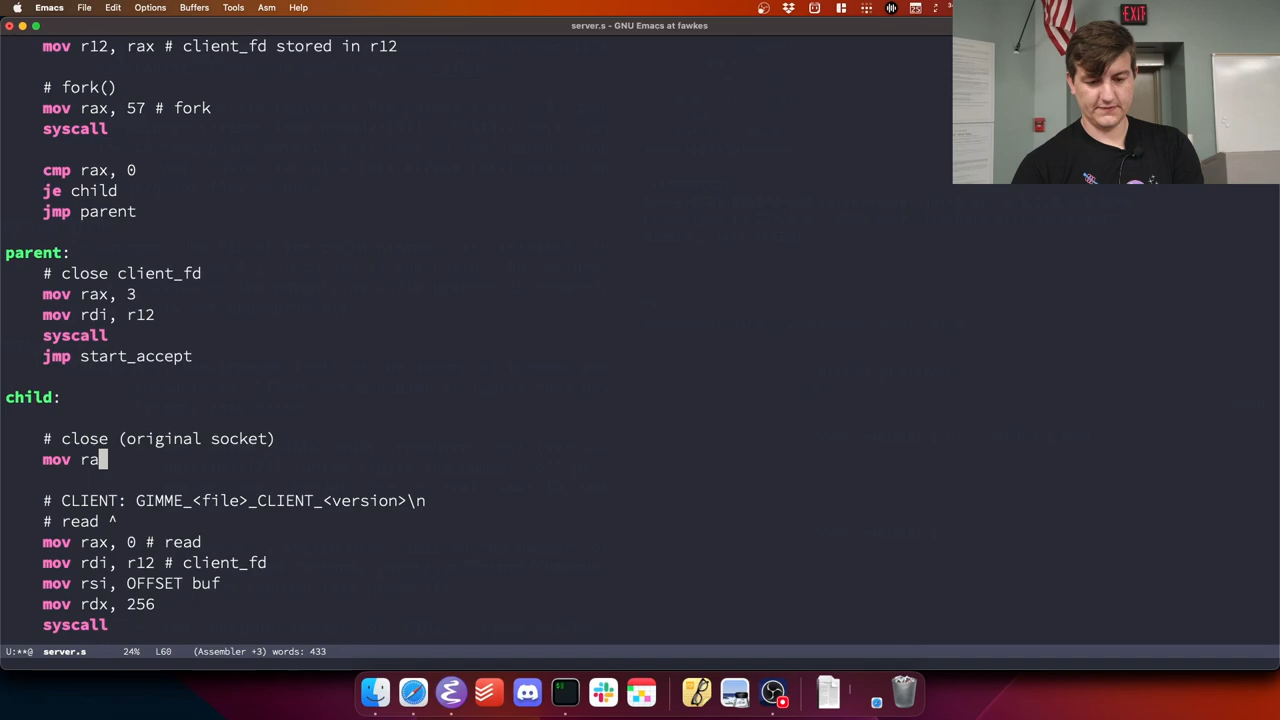 Emacs File Edit Options Buffers Tools Asm Help
server.s - GNU Emacs at fawkes
EXIT
mov r12, rax # client_fd stored in r12
# fork()
mov rax, 57 # fork
syscall
cmp rax, 0
je child
jmp parent
parent:
# close client_fd
mov rax, 3
mov rdi, r12
syscall
jmp start_accept
child:
# close (original socket)
mov ra
# CLIENT: GIMME_<file>_CLIENT_<version>\n
# read ^
mov rax, 0 # read
mov rdi, r12 # client_fd
mov rsi, OFFSET buf
mov rdx, 256
syscall
U:**@ server.s 24% L60 (Assembler +3) words: 433